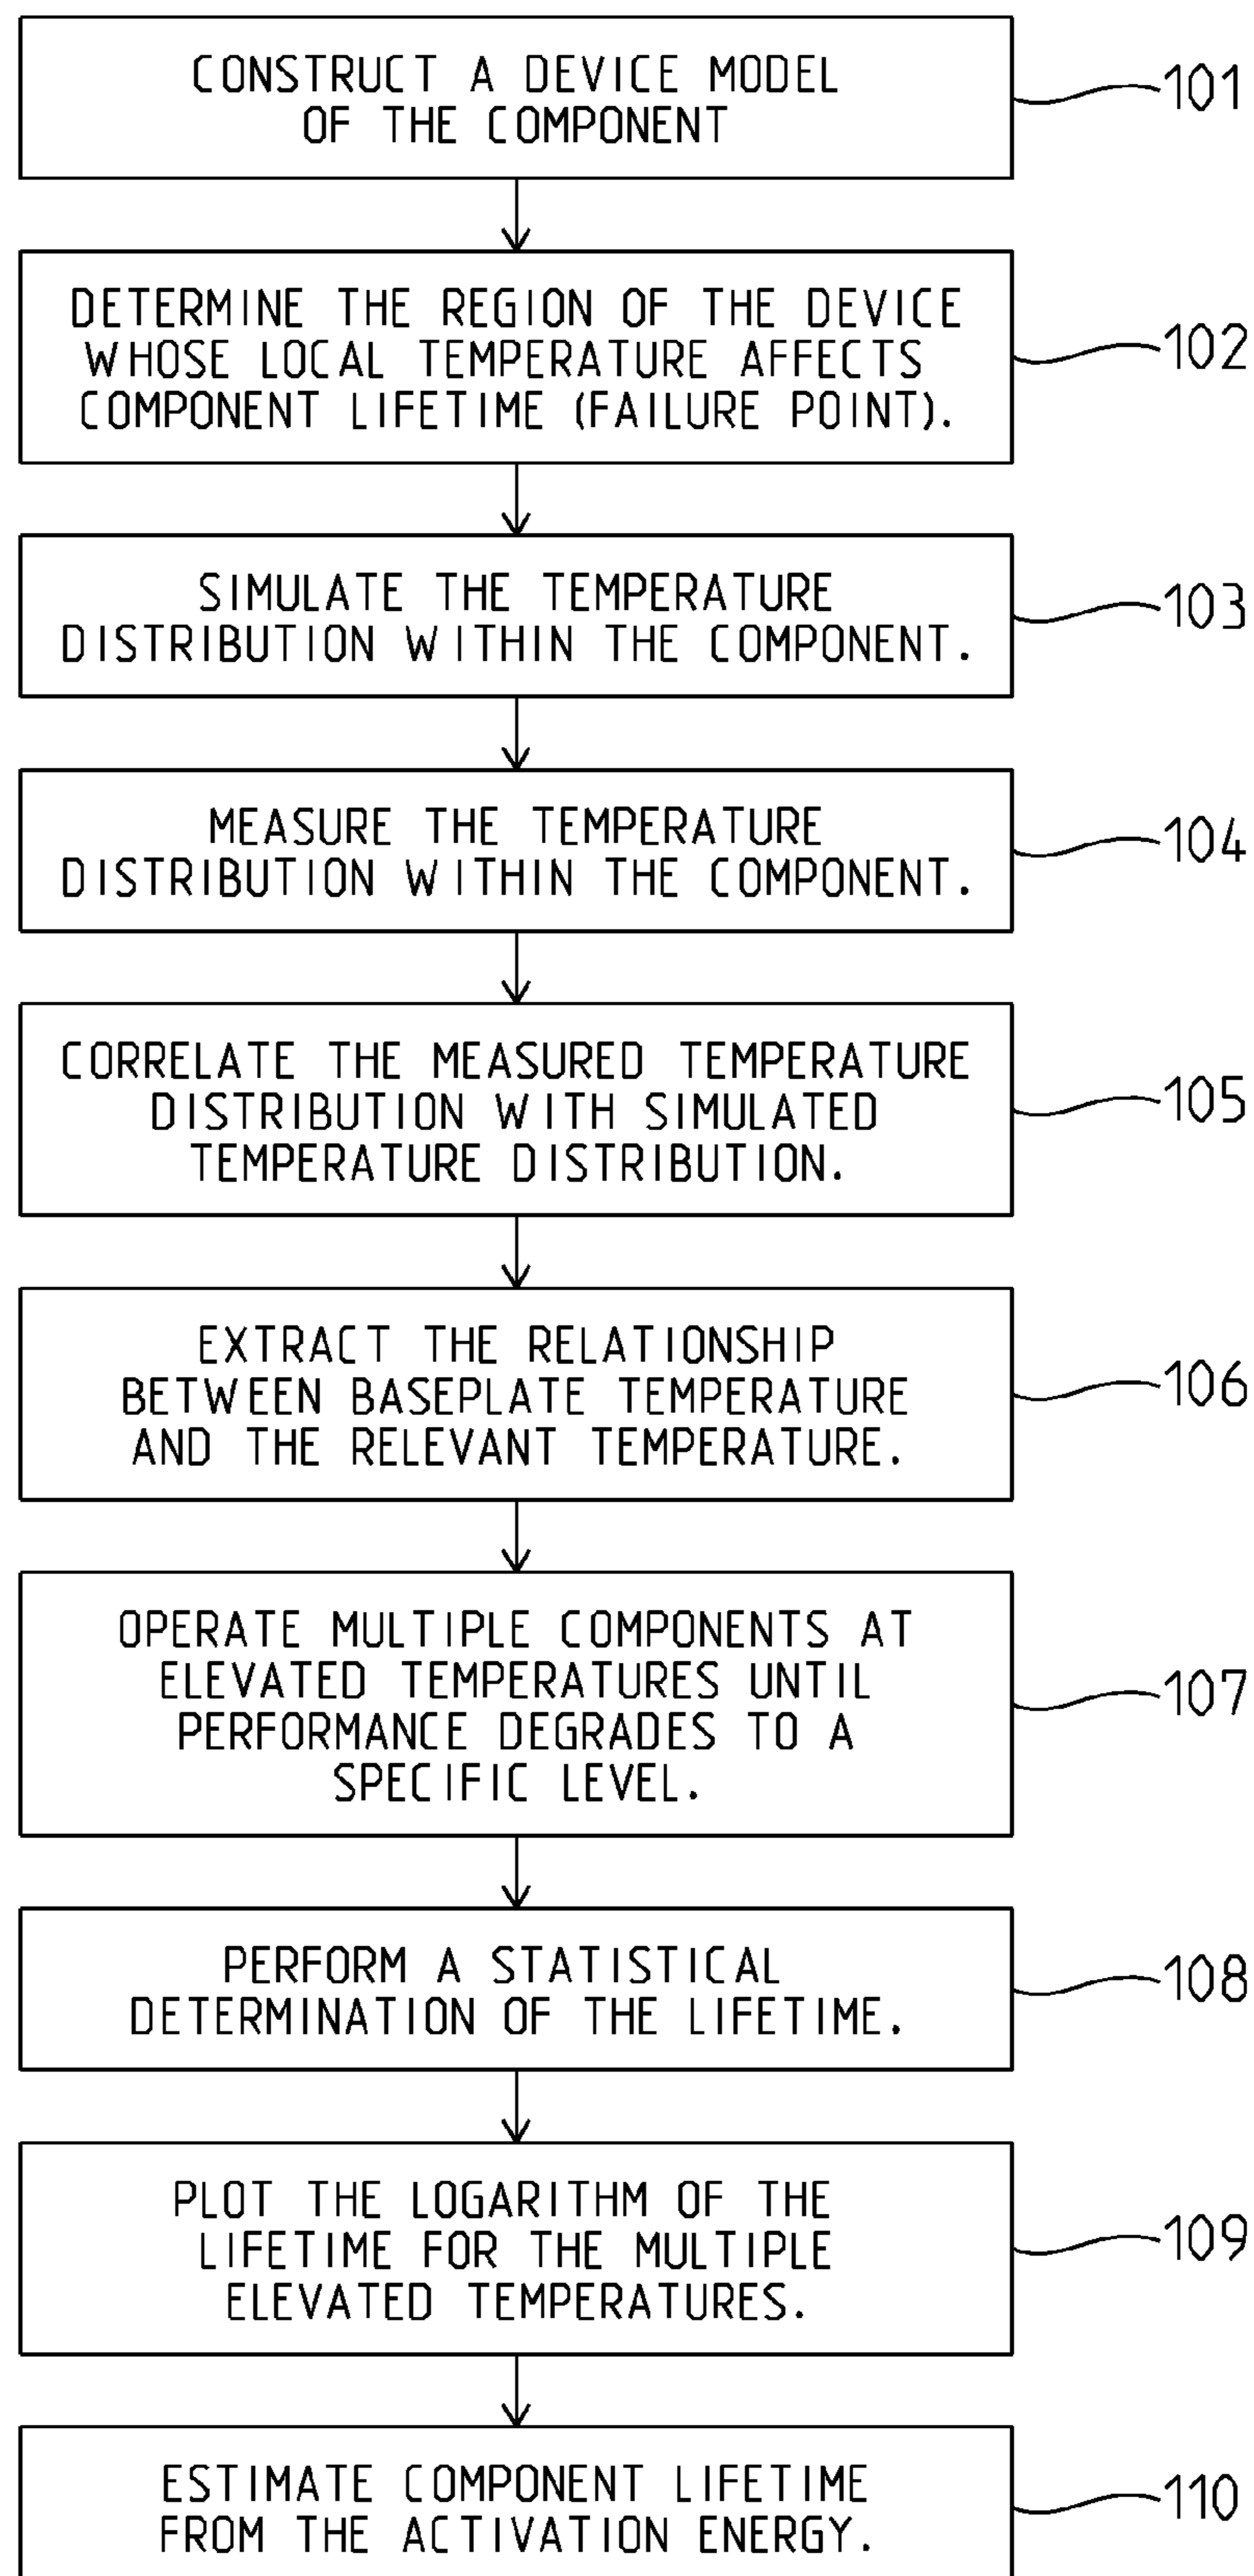 CONSTRUCT A DEVICE MODEL
OF THE COMPONENT
101
DETERMINE THE REGION OF THE DEVICE
WHOSE LOCAL TEMPERATURE AFFECTS
COMPONENT LIFETIME (FAILURE POINT).
102
SIMULATE THE TEMPERATURE
DISTRIBUTION WITHIN THE COMPONENT.
103
MEASURE THE TEMPERATURE
DISTRIBUTION WITHIN THE COMPONENT.
104
CORRELATE THE MEASURED TEMPERATURE
DISTRIBUTION WITH SIMULATED
TEMPERATURE DISTRIBUTION.
105
EXTRACT THE RELATIONSHIP
BETWEEN BASEPLATE TEMPERATURE
AND THE RELEVANT TEMPERATURE.
106
OPERATE MULTIPLE COMPONENTS AT
ELEVATED TEMPERATURES UNTIL
PERFORMANCE DEGRADES TO A
SPECIFIC LEVEL.
107
PERFORM A STATISTICAL
DETERMINATION OF THE LIFETIME.
108
PLOT THE LOGARITHM OF THE
LIFETIME FOR THE MULTIPLE
ELEVATED TEMPERATURES.
109
ESTIMATE COMPONENT LIFETIME
FROM THE ACTIVATION ENERGY.
110